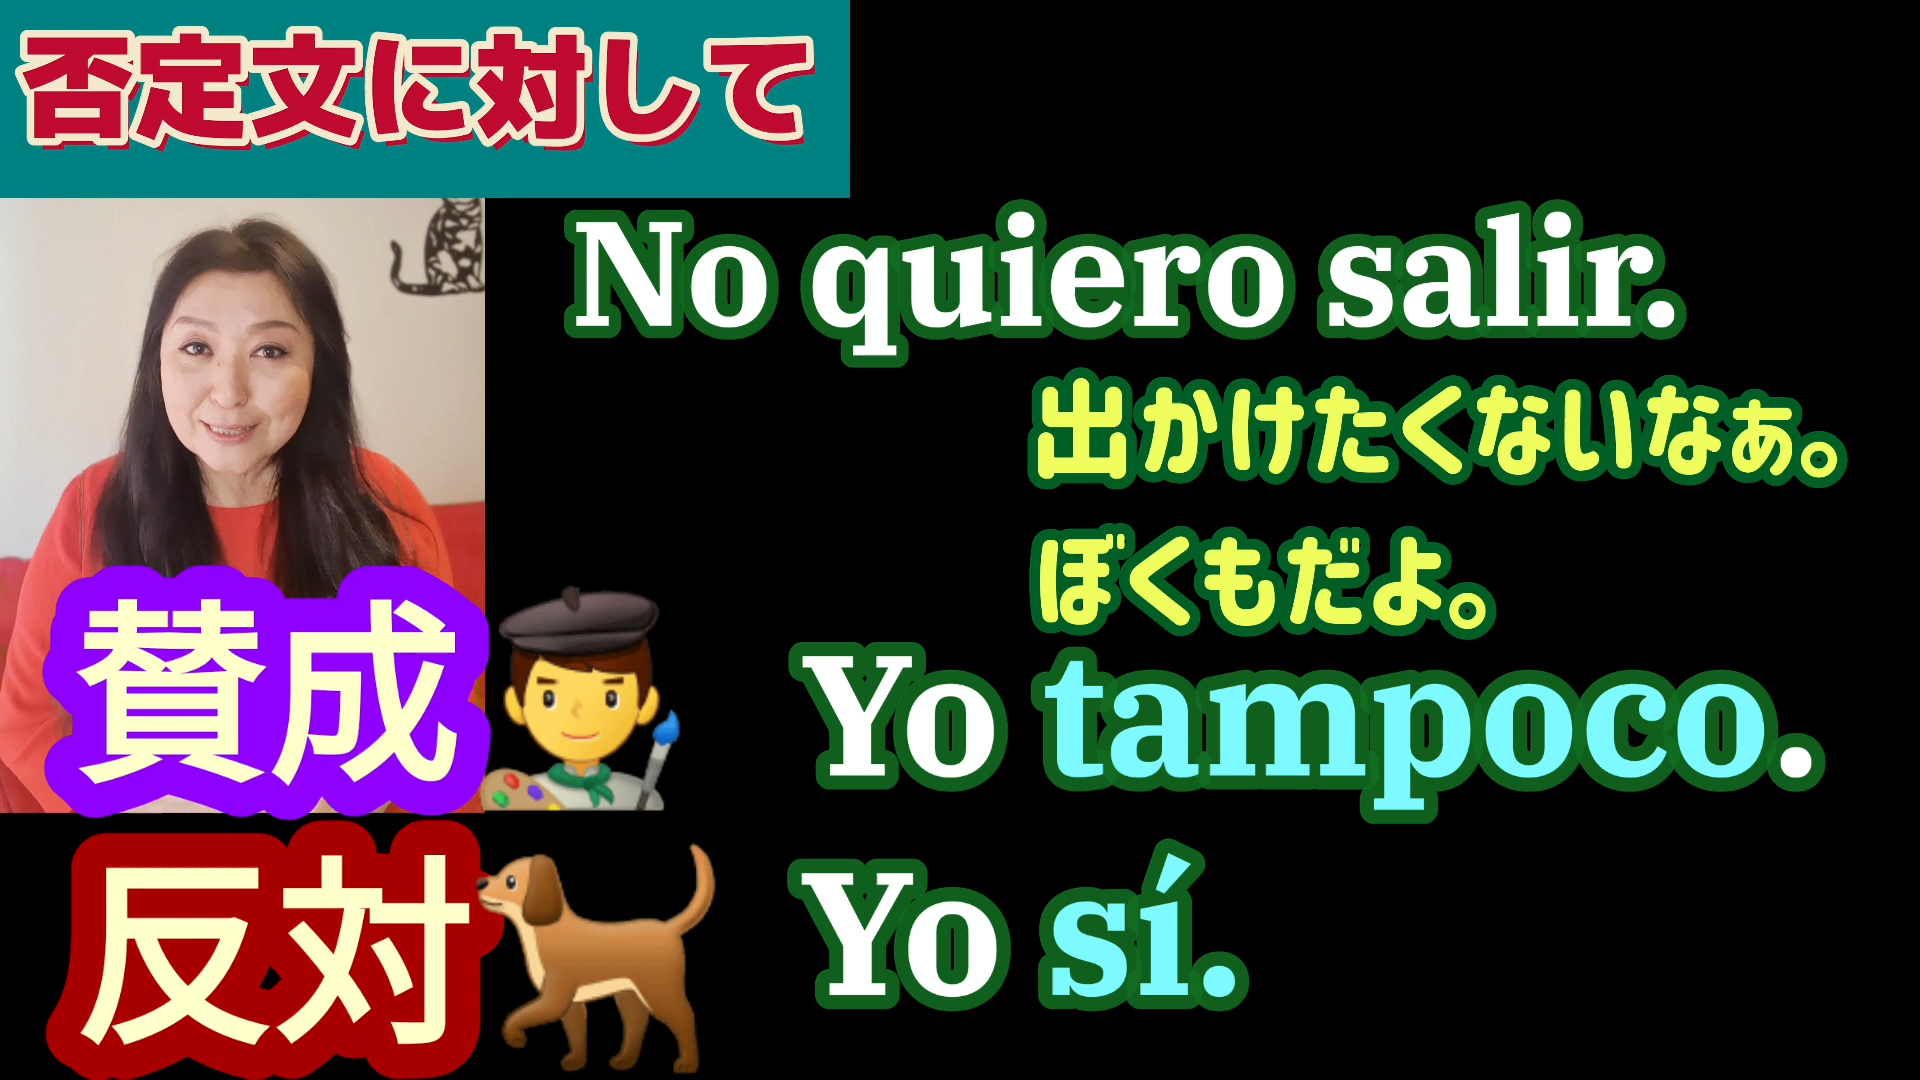 否定文に対して
No quiero salir.
出かけたくないなぁ。
ぼくもだよ。
賛成
Yo tampoco.
反対
Yo sí.